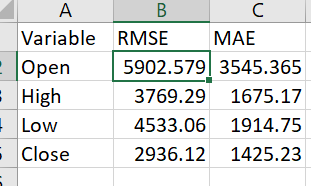 A B C
Variable RMSE MAE
2 Open 5902.579 3545.365
3 High 3769.29 1675.17
4 Low 4533.06 1914.75
5 Close 2936.12 1425.23